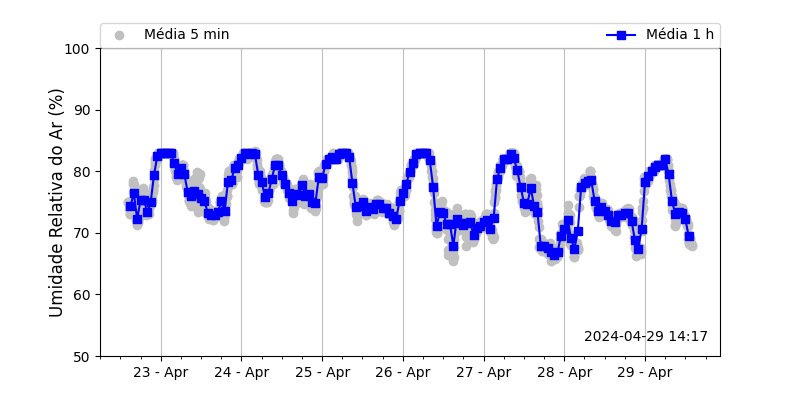 Média 5 min
Média 1 h
Umidade Relativa do Ar (%)
100
90
80
70
60
50
2024-04-29 14:17
23 - Apr
24 - Apr
25 - Apr
26 - Apr
27 - Apr
28 - Apr
29 - Apr